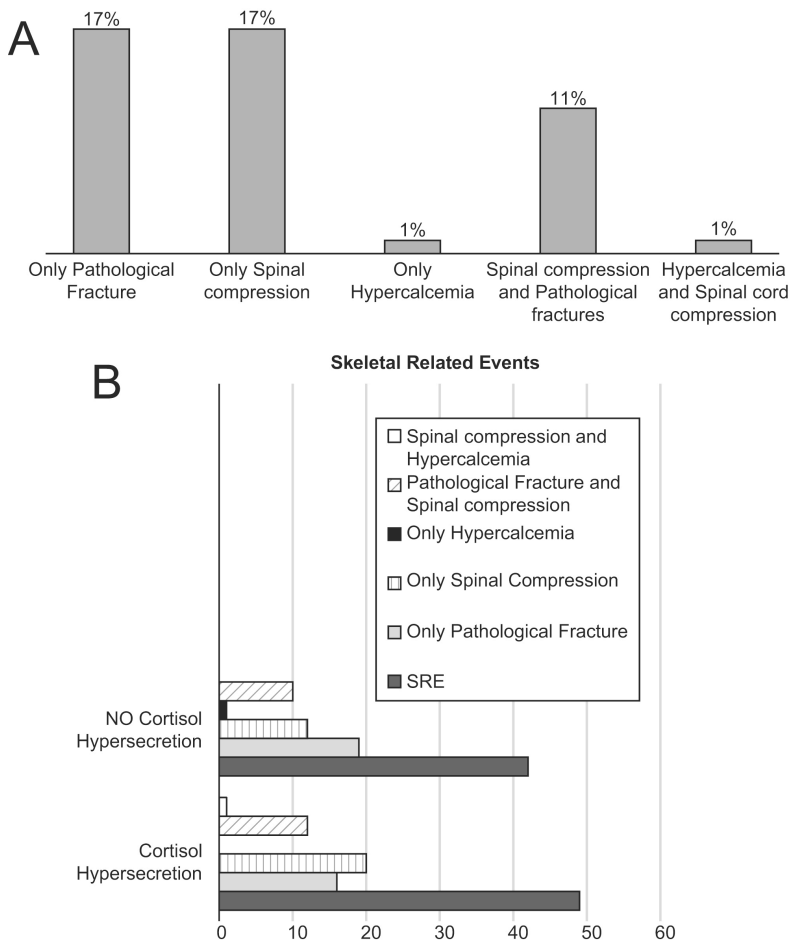 A
17%
17%
1%
11%
1%
Only Pathological
Fracture
Only Spinal
compression
Only
Hypercalcemia
Spinal compression
and Pathological
fractures
Hypercalcemia
and Spinal cord
compression
B
Skeletal Related Events
Spinal compression and
Hypercalcemia
Pathological Fracture and
Spinal compression
Only Hypercalcemia
Only Spinal Compression
Only Pathological Fracture
SRE
NO Cortisol
Hypersecretion
Cortisol
Hypersecretion
0 10 20 30 40 50 60